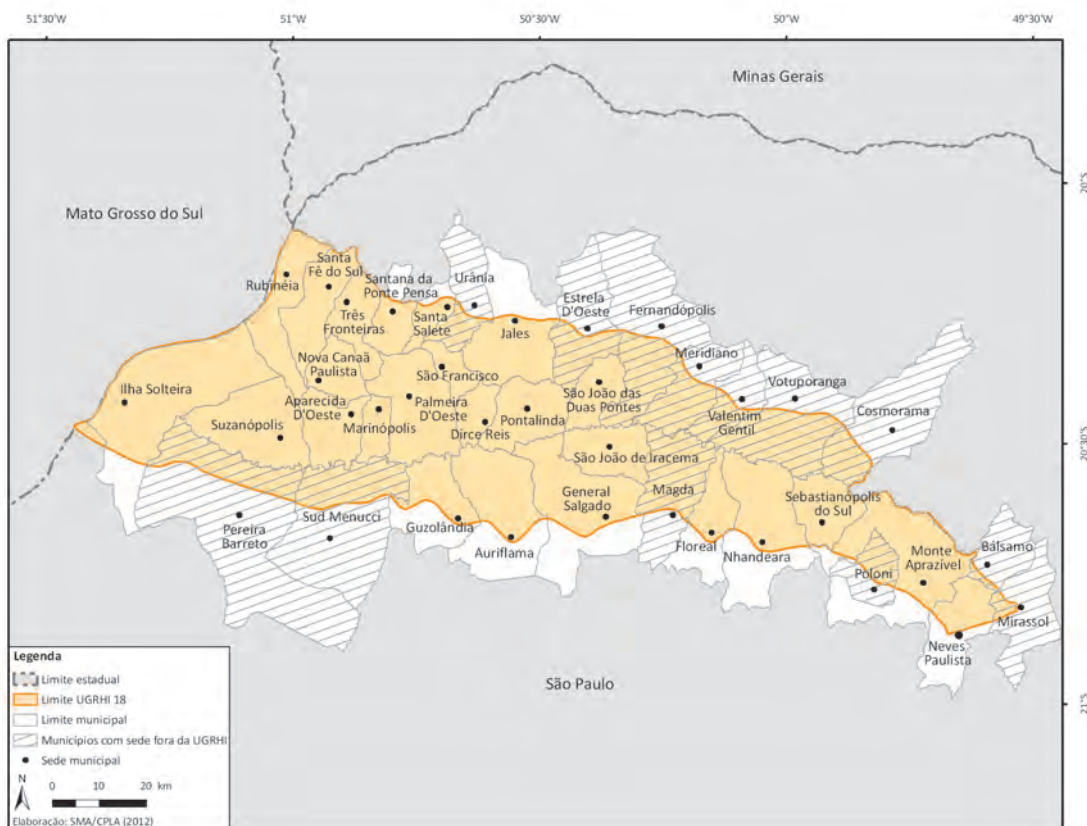 51°30'W
51°W
50°30'W
50°W
49°30'W
Minas Gerais
20°S
Mato Grosso do Sul
Santa
Fê do Sul
Rubinéia
Santana da
Ponte Pensa
Urânia
Três
Fronteiras
Santa
Salete
Jales
Estrela
D'Oeste
Fernandópolis
Meridiano
Nova Canaã
Paulista
São Francisco
Votuporanga
Ilha Solteira
Aparecida
D'Oeste
Palmeira
D'Oeste
São João das
Duas Pontes
Cosmorama
Suzanópolis
Marinópolis
Dirce Reis
Pontalinda
Valentim
Gentil
20°30'S
São João de Iracema
General
Salgado
Magda
Sebastianópolis
do Sul
Pereira
Barreto
Sud Menucci
Guzolândia
Auriflama
Floreal
Nhandeara
Monte
Aprazível
Bálsamo
Poloni
Mirassol
Neves
Paulista
São Paulo
21°S
Legenda
Limite estadual
Limite UGRHI 18
Limite municipal
Municípios com sede fora da UGRHI
Sede municipal
N
0 10 20 km
Elaboração: SMA/CPLA (2012)